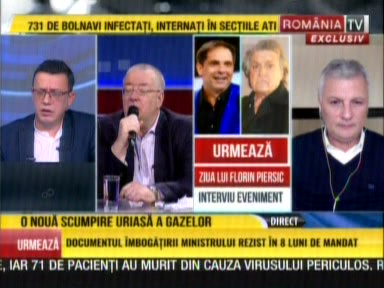 731 DE BOLNAVI INFECTAȚI, INTERNAȚI ÎN SECȚIILE ATI
ROMÂNIA TV
EXCLUSIV
URMEAZĂ
ZIUA LUI FLORIN PIERSIC
INTERVIU EVENIMENT
O NOUĂ SCUMPIRE URIAȘĂ A GAZELOR
DIRECT
URMEAZĂ
DOCUMENTUL ÎMBOGĂȚIRII MINISTRULUI REZIST ÎN 8 LUNI DE MANDAT
E, IAR 71 DE PACIENȚI AU MURIT DIN CAUZA VIRUSULUI PERICULOS. RE